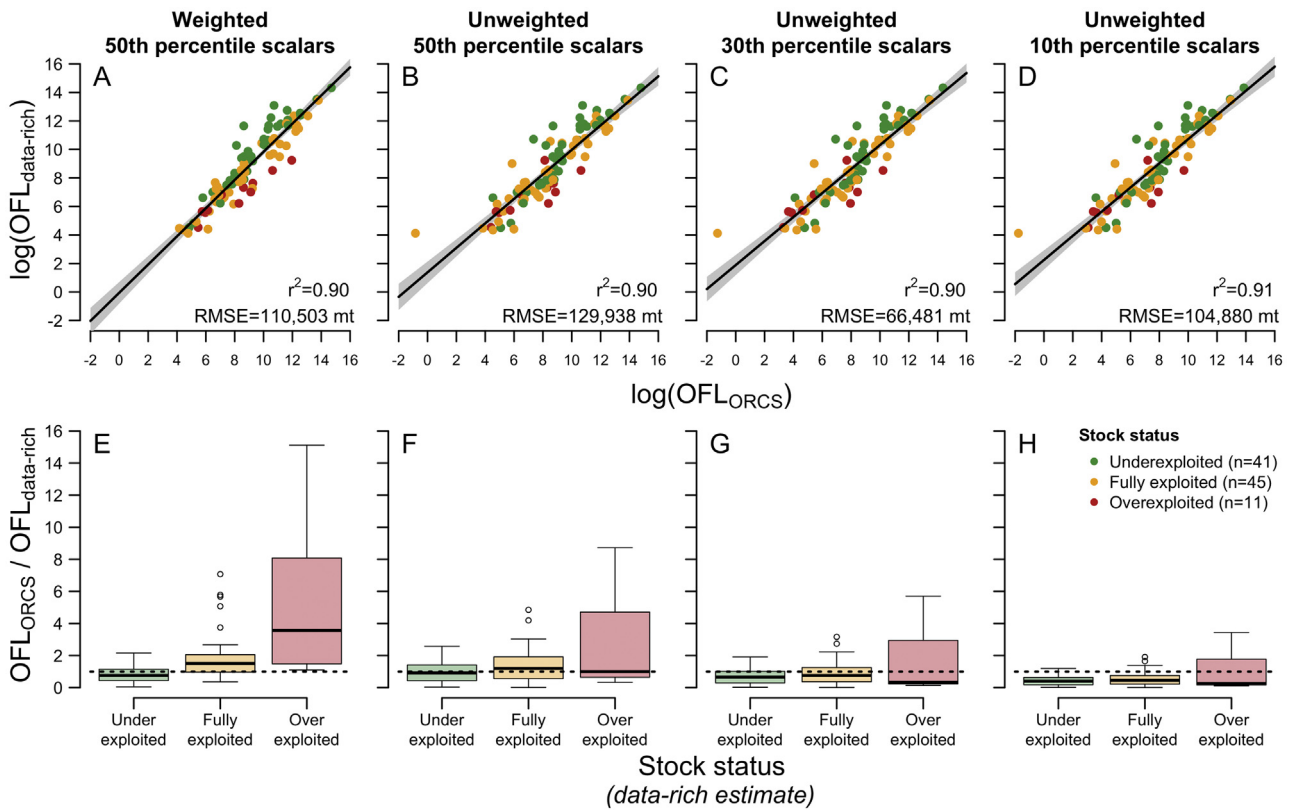 Weighted
50th percentile scalars
Unweighted
50th percentile scalars
Unweighted
30th percentile scalars
Unweighted
10th percentile scalars
log(OFLdata-rich)
16
14
12
10
8
6
4
2
0
-2
A
r²=0.90
RMSE=110,503 mt
-2 0 2 4 6 8 10 12 14 16
B
r²=0.90
RMSE=129,938 mt
-2 0 2 4 6 8 10 12 14 16
C
r²=0.90
RMSE=66,481 mt
-2 0 2 4 6 8 10 12 14 16
D
r²=0.91
RMSE=104,880 mt
-2 0 2 4 6 8 10 12 14 16
log(OFLORCS)
OFLORCS / OFLdata-rich
16
14
12
10
8
6
4
2
0
E
Under exploited
Fully exploited
Over exploited
F
Under exploited
Fully exploited
Over exploited
G
Under exploited
Fully exploited
Over exploited
H
Stock status
Underexploited (n=41)
Fully exploited (n=45)
Overexploited (n=11)
Under exploited
Fully exploited
Over exploited
Stock status
(data-rich estimate)